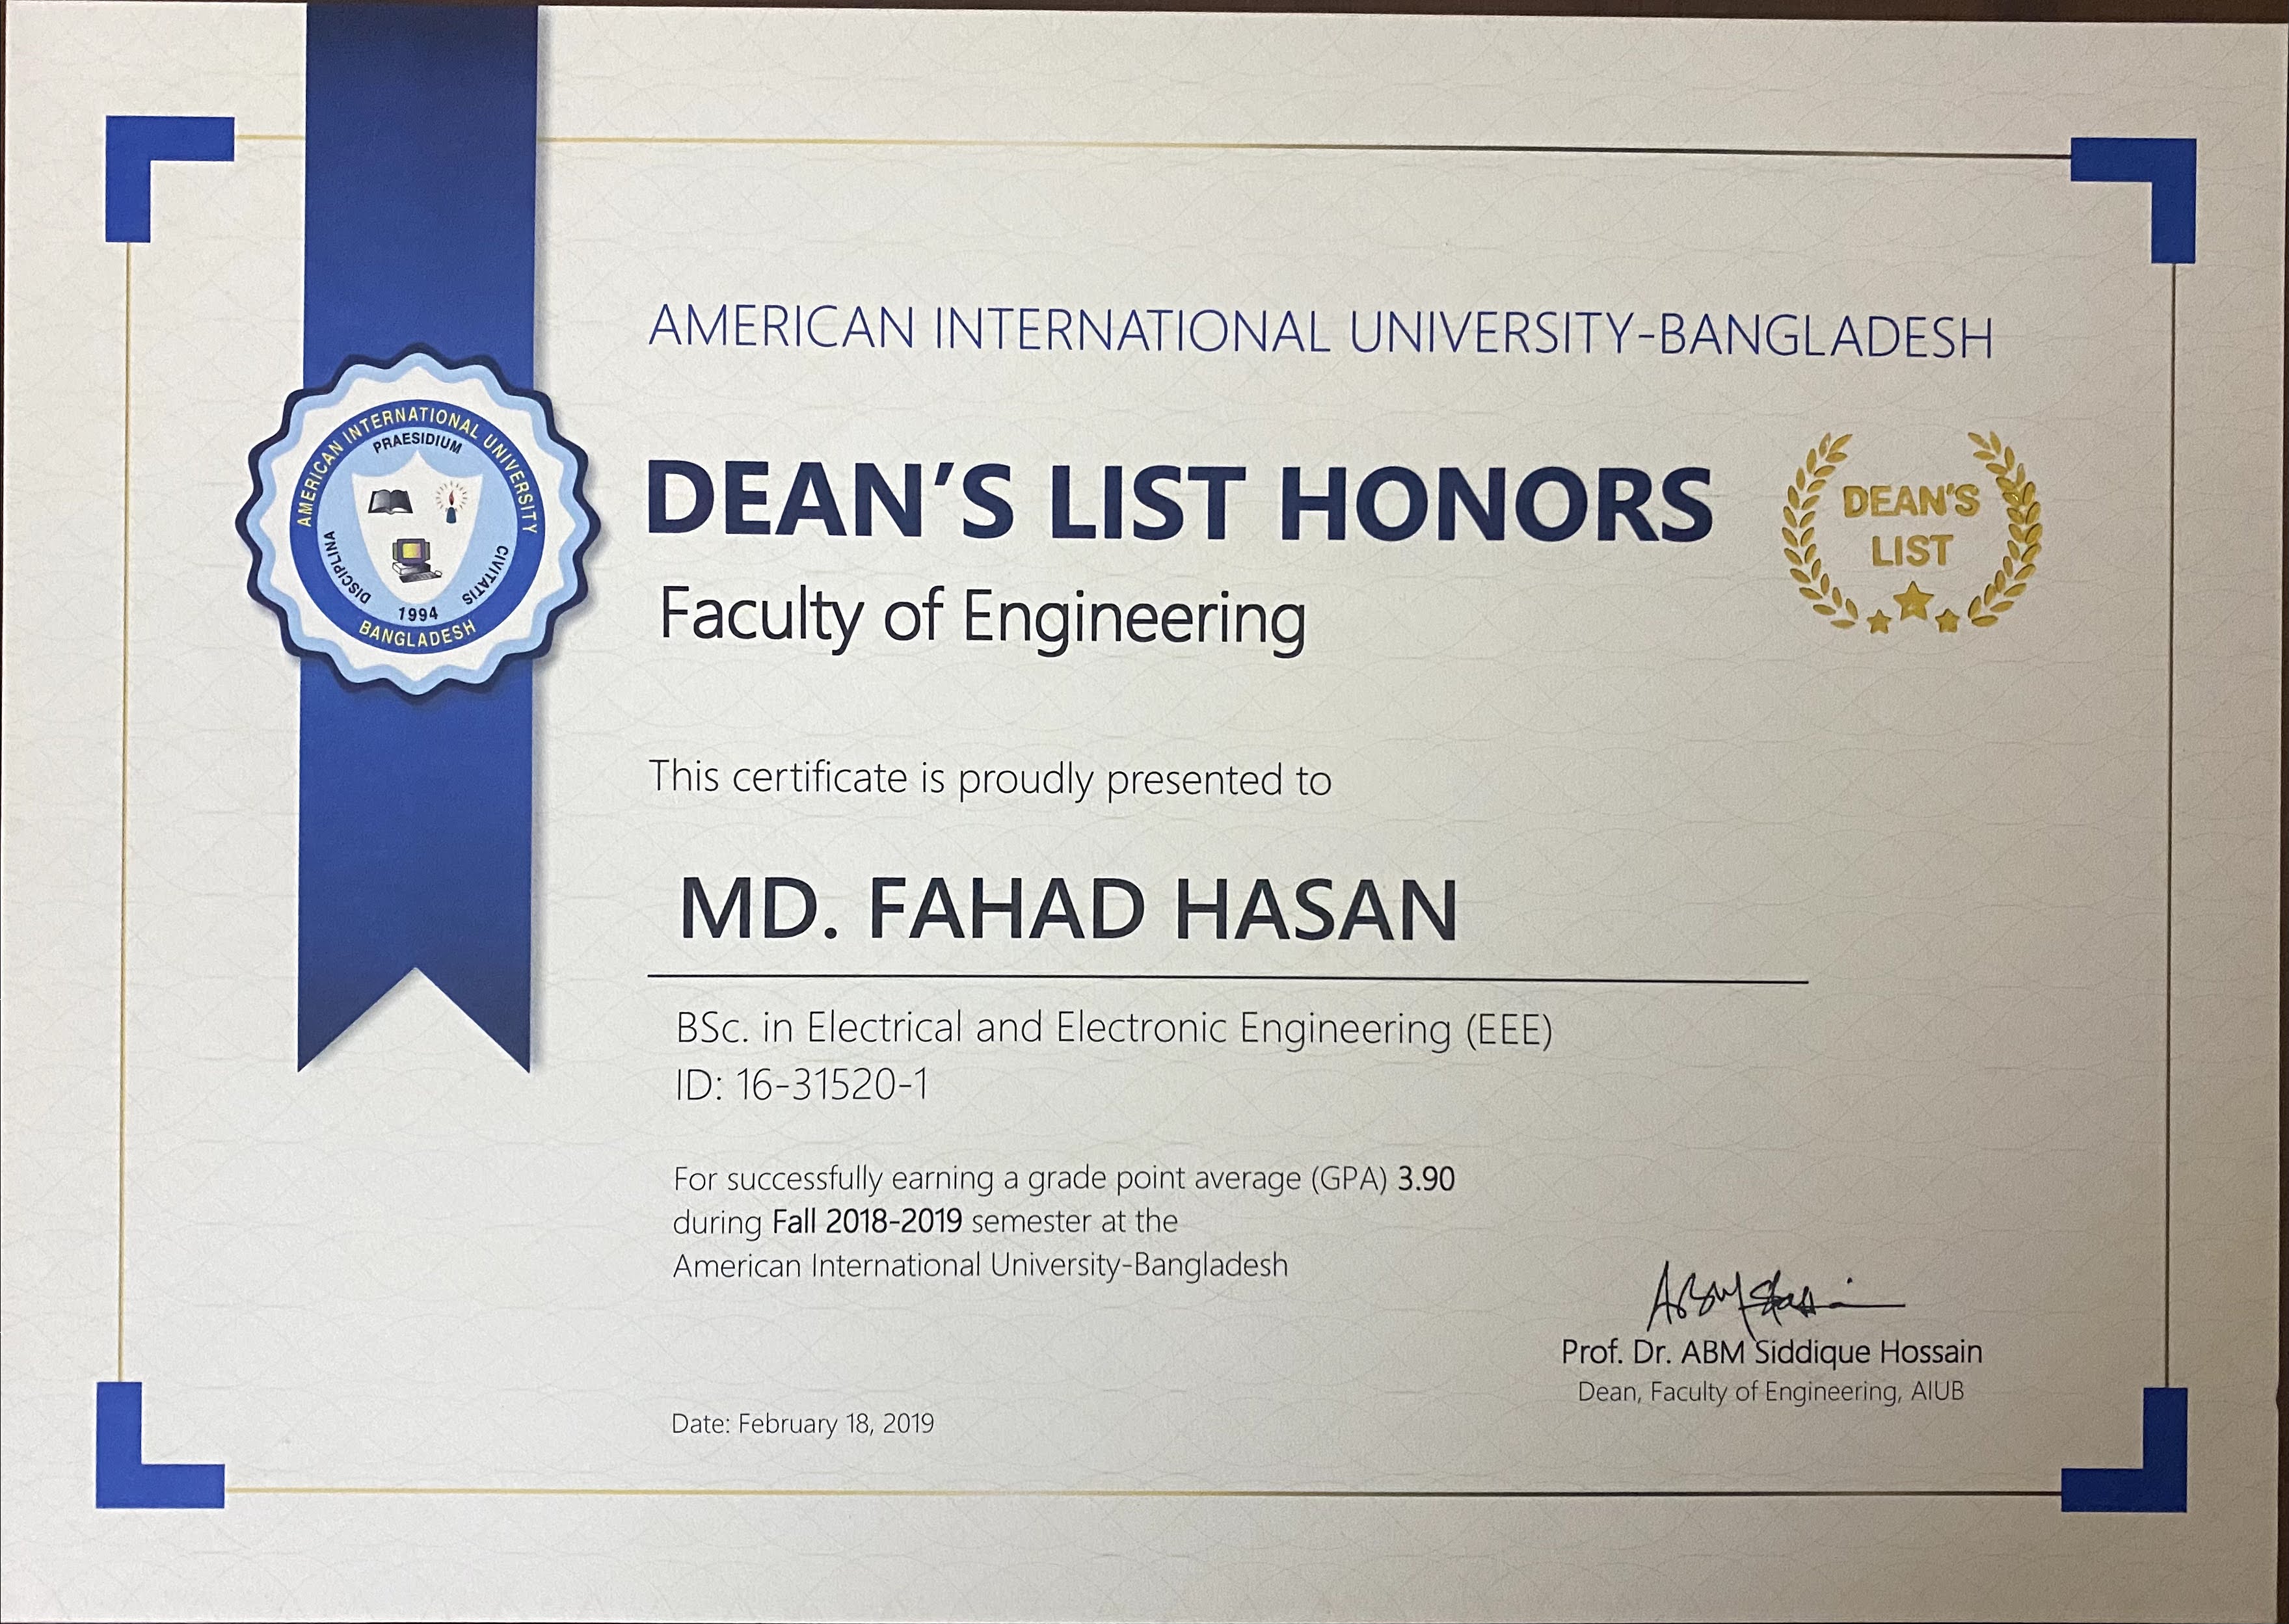 AMERICAN INTERNATIONAL UNIVERSITY-BANGLADESH
AMERICAN INTERNATIONAL UNIVERSITY
PRAESIDIUM
DISCIPLINA
CIVITATIS
1994
BANGLADESH
DEAN'S LIST HONORS
DEAN'S
LIST
Faculty of Engineering
This certificate is proudly presented to
MD. FAHAD HASAN
BSc. in Electrical and Electronic Engineering (EEE)
ID: 16-31520-1
For successfully earning a grade point average (GPA) 3.90
during Fall 2018-2019 semester at the
American International University-Bangladesh
Prof. Dr. ABM Siddique Hossain
Dean, Faculty of Engineering, AIUB
Date: February 18, 2019